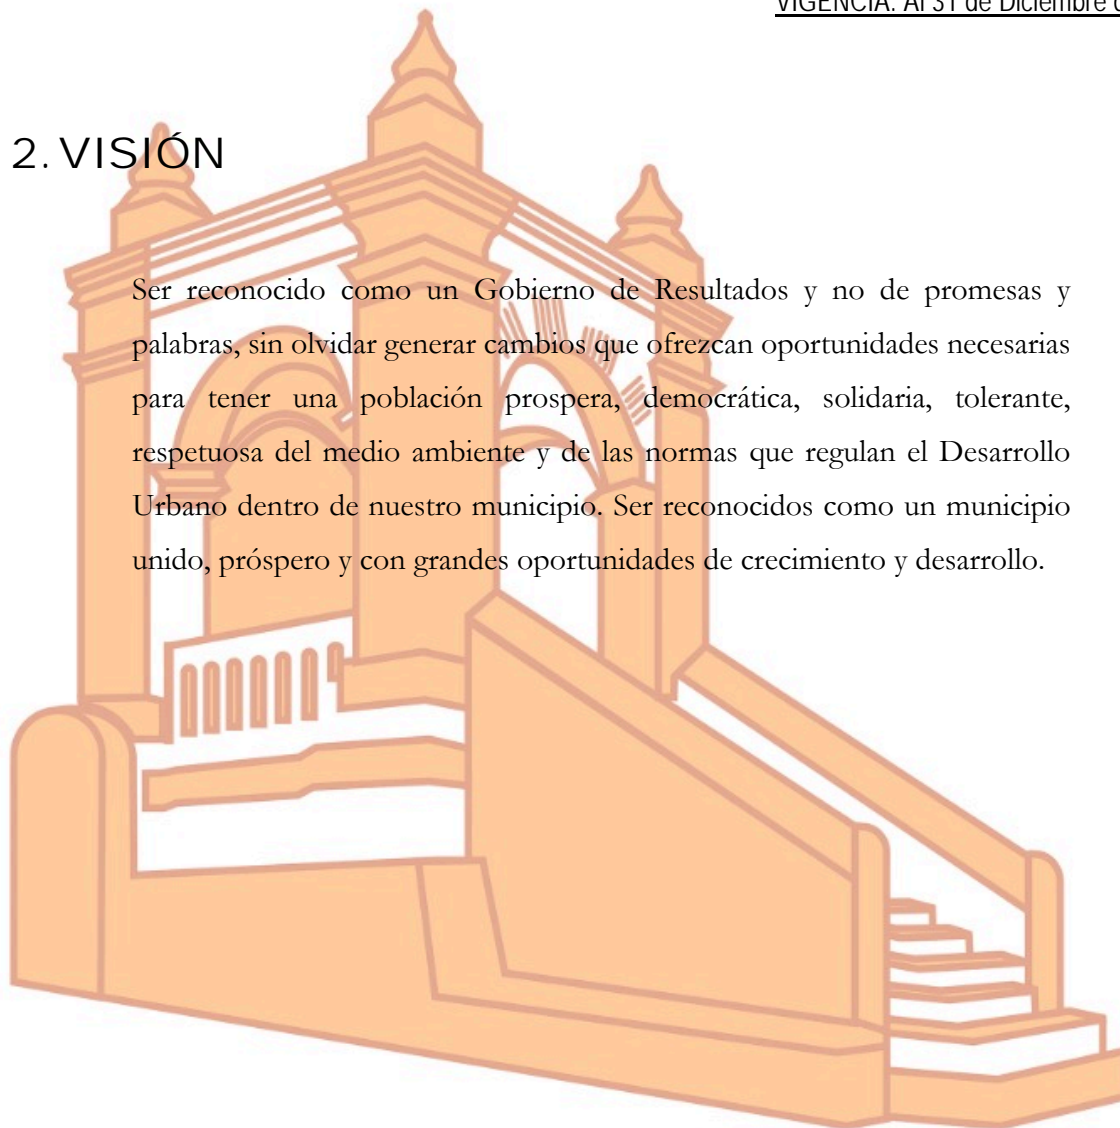 VIGENCIA: Al 31 de Diciembre
2. VISIÓN
Ser reconocido como un Gobierno de Resultados y no de promesas y
palabras, sin olvidar generar cambios que ofrezcan oportunidades necesarias
para tener una población prospera, democrática, solidaria, tolerante,
respetuosa del medio ambiente y de las normas que regulan el Desarrollo
Urbano dentro de nuestro municipio. Ser reconocidos como un municipio
unido, próspero y con grandes oportunidades de crecimiento y desarrollo.